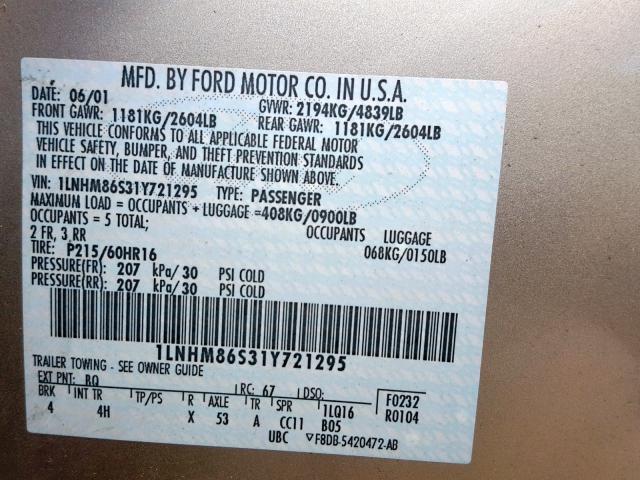 MFD. BY FORD MOTOR CO. IN U.S.A.
DATE: 06/01 GVWR: 2194KG/4839LB
FRONT GAWR: 1181KG/2604LB REAR GAWR: 1181KG/2604LB
THIS VEHICLE CONFORMS TO ALL APPLICABLE FEDERAL MOTOR
VEHICLE SAFETY, BUMPER, AND THEFT PREVENTION STANDARDS
IN EFFECT ON THE DATE OF MANUFACTURE SHOWN ABOVE.
VIN: 1LNHM86S31Y721295 TYPE: PASSENGER
MAXIMUM LOAD = OCCUPANTS + LUGGAGE = 408KG/0900LB
OCCUPANTS = 5 TOTAL; OCCUPANTS LUGGAGE
2 FR, 3 RR 068KG/0150LB
TIRE: P215/60HR16
PRESSURE(FR): 207 kPa/ 30 PSI COLD
PRESSURE(RR): 207 kPa/ 30 PSI COLD
1LNHM86S31Y721295
TRAILER TOWING - SEE OWNER GUIDE
EXT PNT: BQ RC: 67 DSO: F0232
BRK INT TR TP/PS R AXLE TR SPR 1LQ16 R0104
4 4H X 53 A CC11 B05
UBC ▽F8DB-5420472-AB